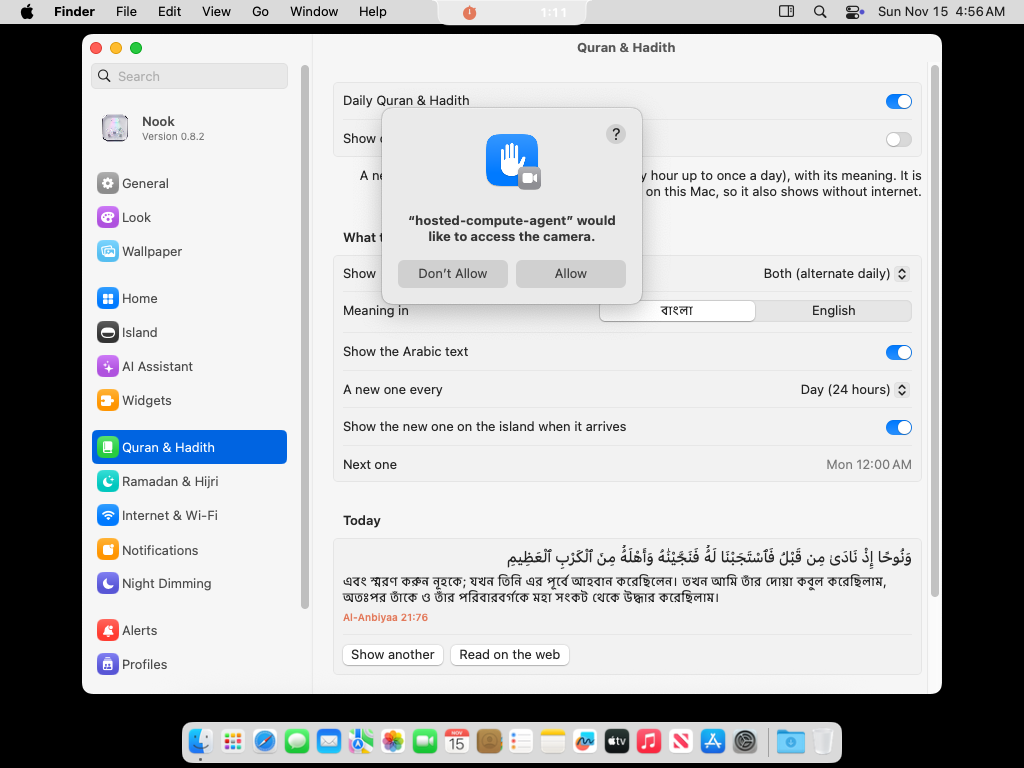 Finder File Edit View Go Window Help 1:11 Sun Nov 15 4:56 AM
Quran & Hadith
Search
Nook
Version 0.8.2
General
Look
Wallpaper
Home
Island
AI Assistant
Widgets
Quran & Hadith
Ramadan & Hijri
Internet & Wi-Fi
Notifications
Night Dimming
Alerts
Profiles
Daily Quran & Hadith
Show
?
“hosted-compute-agent” would
like to access the camera.
Don’t Allow Allow
A hour up to once a day), with its meaning. It is
on this Mac, so it also shows without internet.
What
Show Both (alternate daily)
Meaning in বাংলা English
Show the Arabic text
A new one every Day (24 hours)
Show the new one on the island when it arrives
Next one Mon 12:00 AM
Today
وَنُوحًا إِذْ نَادَىٰ مِن قَبْلُ فَٱسْتَجَبْنَا لَهُۥ فَنَجَّيْنَٰهُ وَأَهْلَهُۥ مِنَ ٱلْكَرْبِ ٱلْعَظِيمِ
এবং স্মরণ করুন নূহকে; যখন তিনি এর পূর্বে আহবান করেছিলেন। তখন আমি তাঁর দোয়া কবুল করেছিলাম,
অতঃপর তাঁকে ও তাঁর পরিবারবর্গকে মহা সংকট থেকে উদ্ধার করেছিলাম।
Al-Anbiyaa 21:76
Show another Read on the web
NOV
15
tv